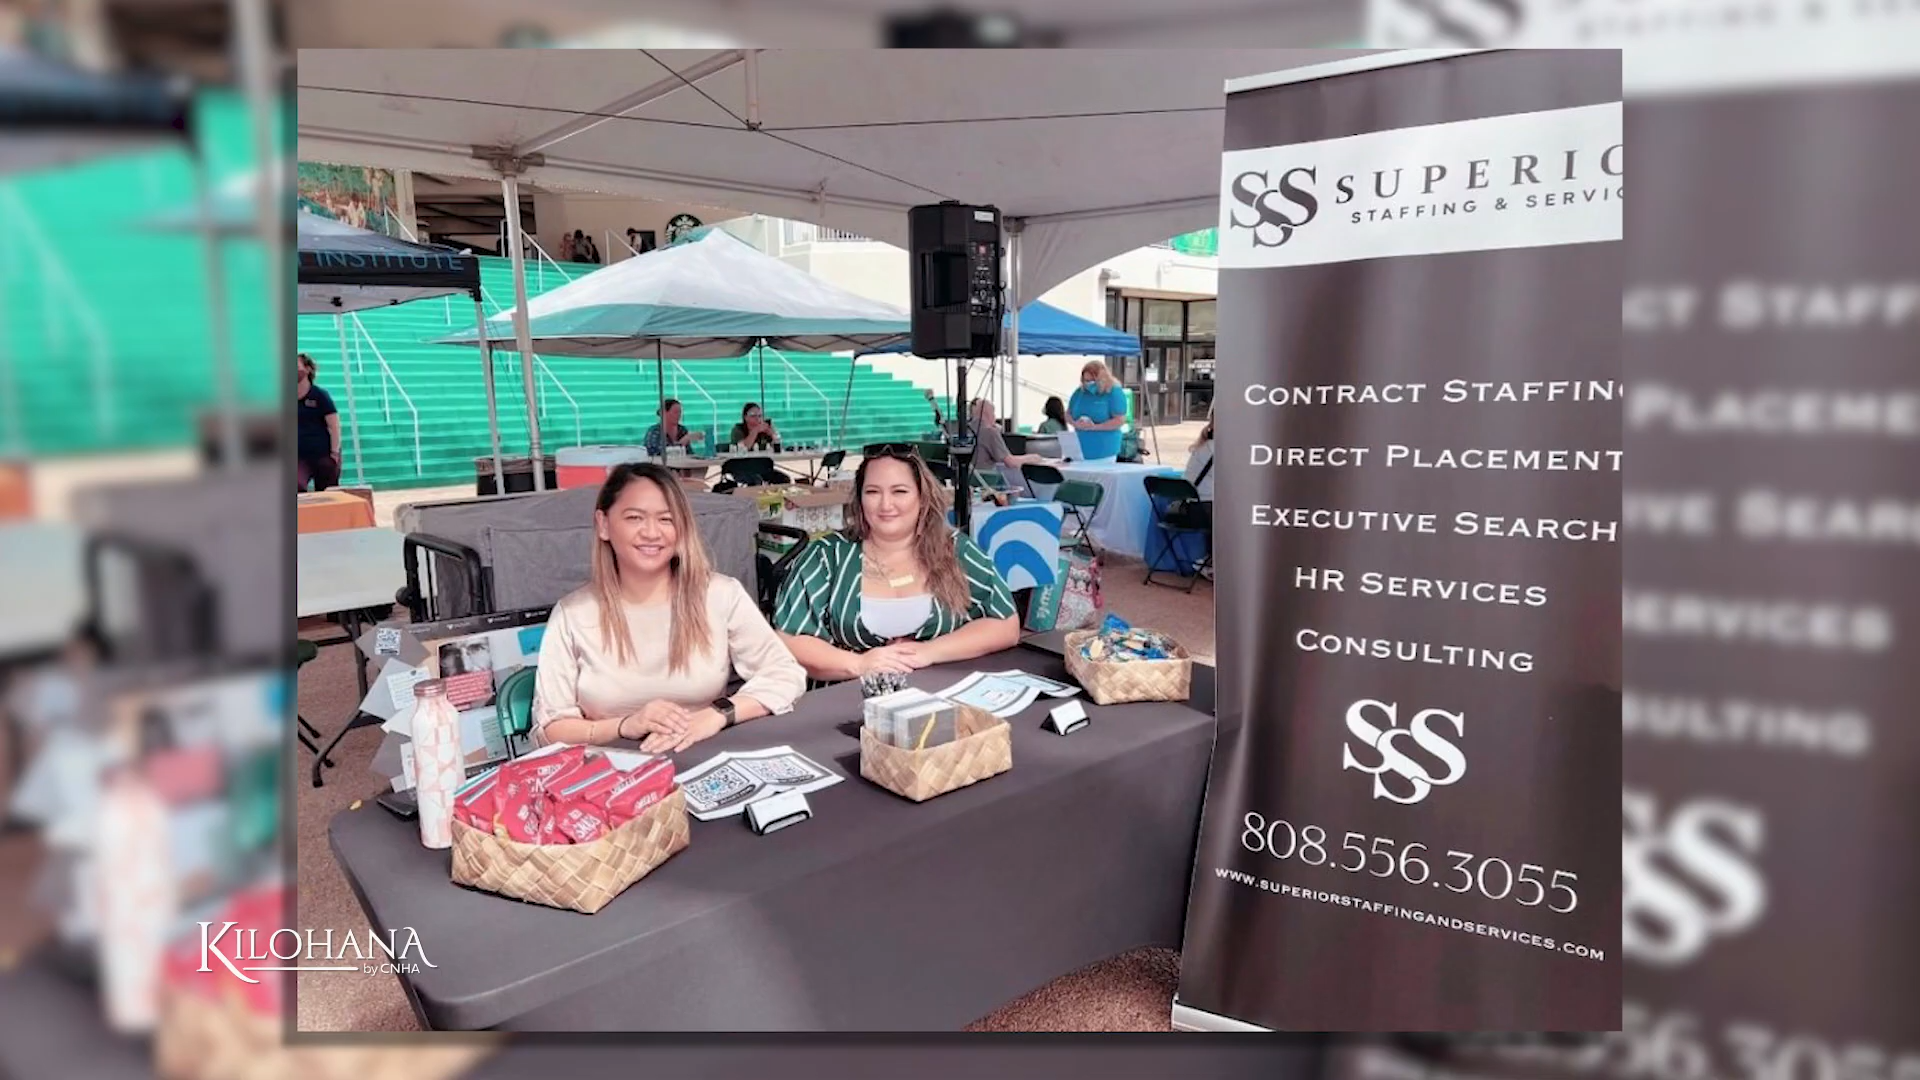 INSTITUTE
SSS SUPERIO
STAFFING & SERVIC
CONTRACT STAFFING
DIRECT PLACEMENT
EXECUTIVE SEARCH
HR SERVICES
CONSULTING
SSS
808.556.3055
WWW.SUPERIORSTAFFINGANDSERVICES.COM
KILOHANA
by CNHA